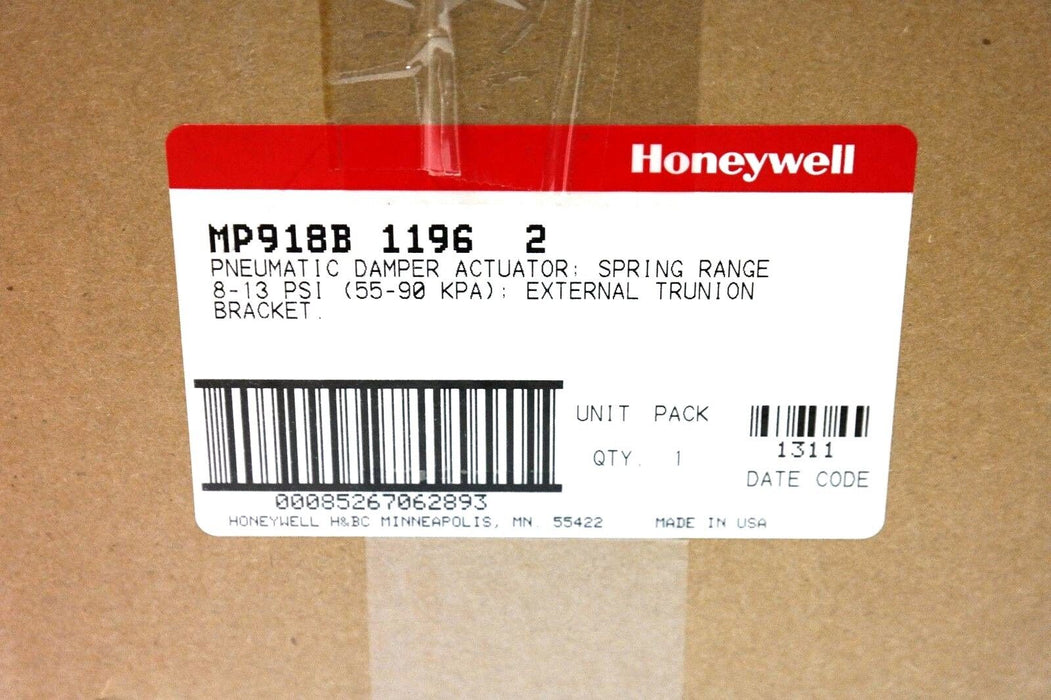 Honeywell
MP918B 1196 2
PNEUMATIC DAMPER ACTUATOR; SPRING RANGE
8-13 PSI (55-90 KPA); EXTERNAL TRUNION
BRACKET.
UNIT PACK
QTY. 1
1311
DATE CODE
00085267062893
HONEYWELL H&BC MINNEAPOLIS, MN. 55422 MADE IN USA